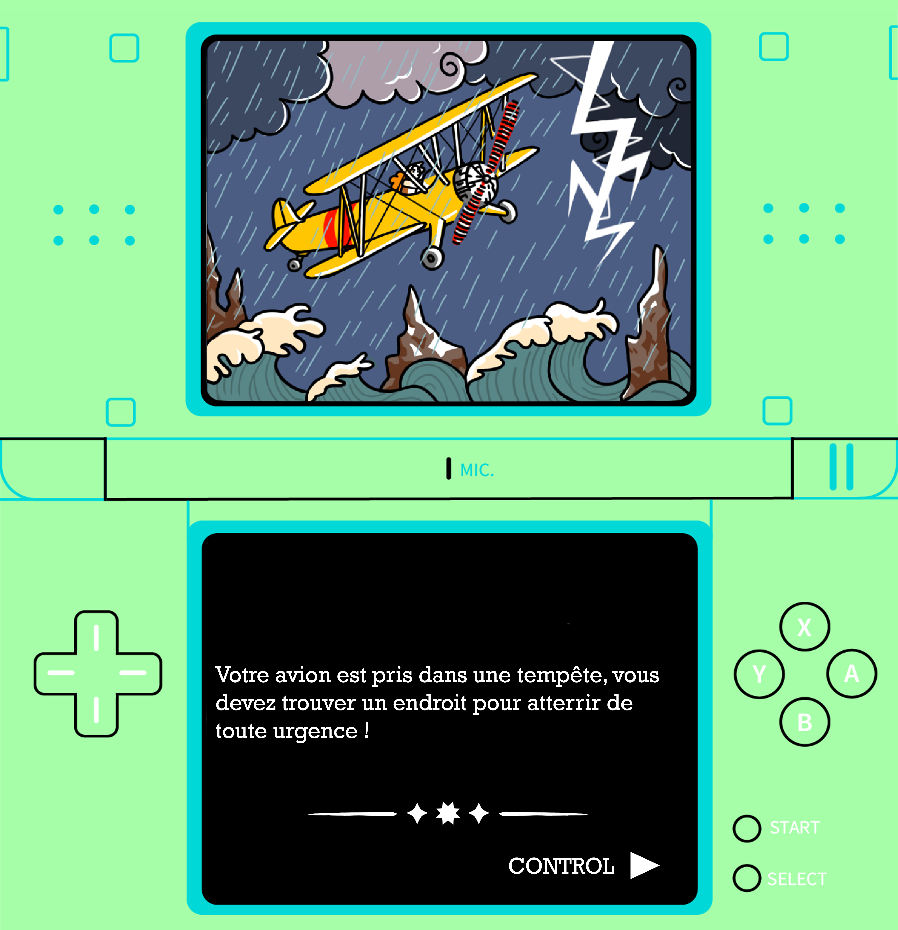 MIC.
Votre avion est pris dans une tempête, vous
devez trouver un endroit pour atterrir de
toute urgence !
CONTROL
X
Y
A
B
START
SELECT